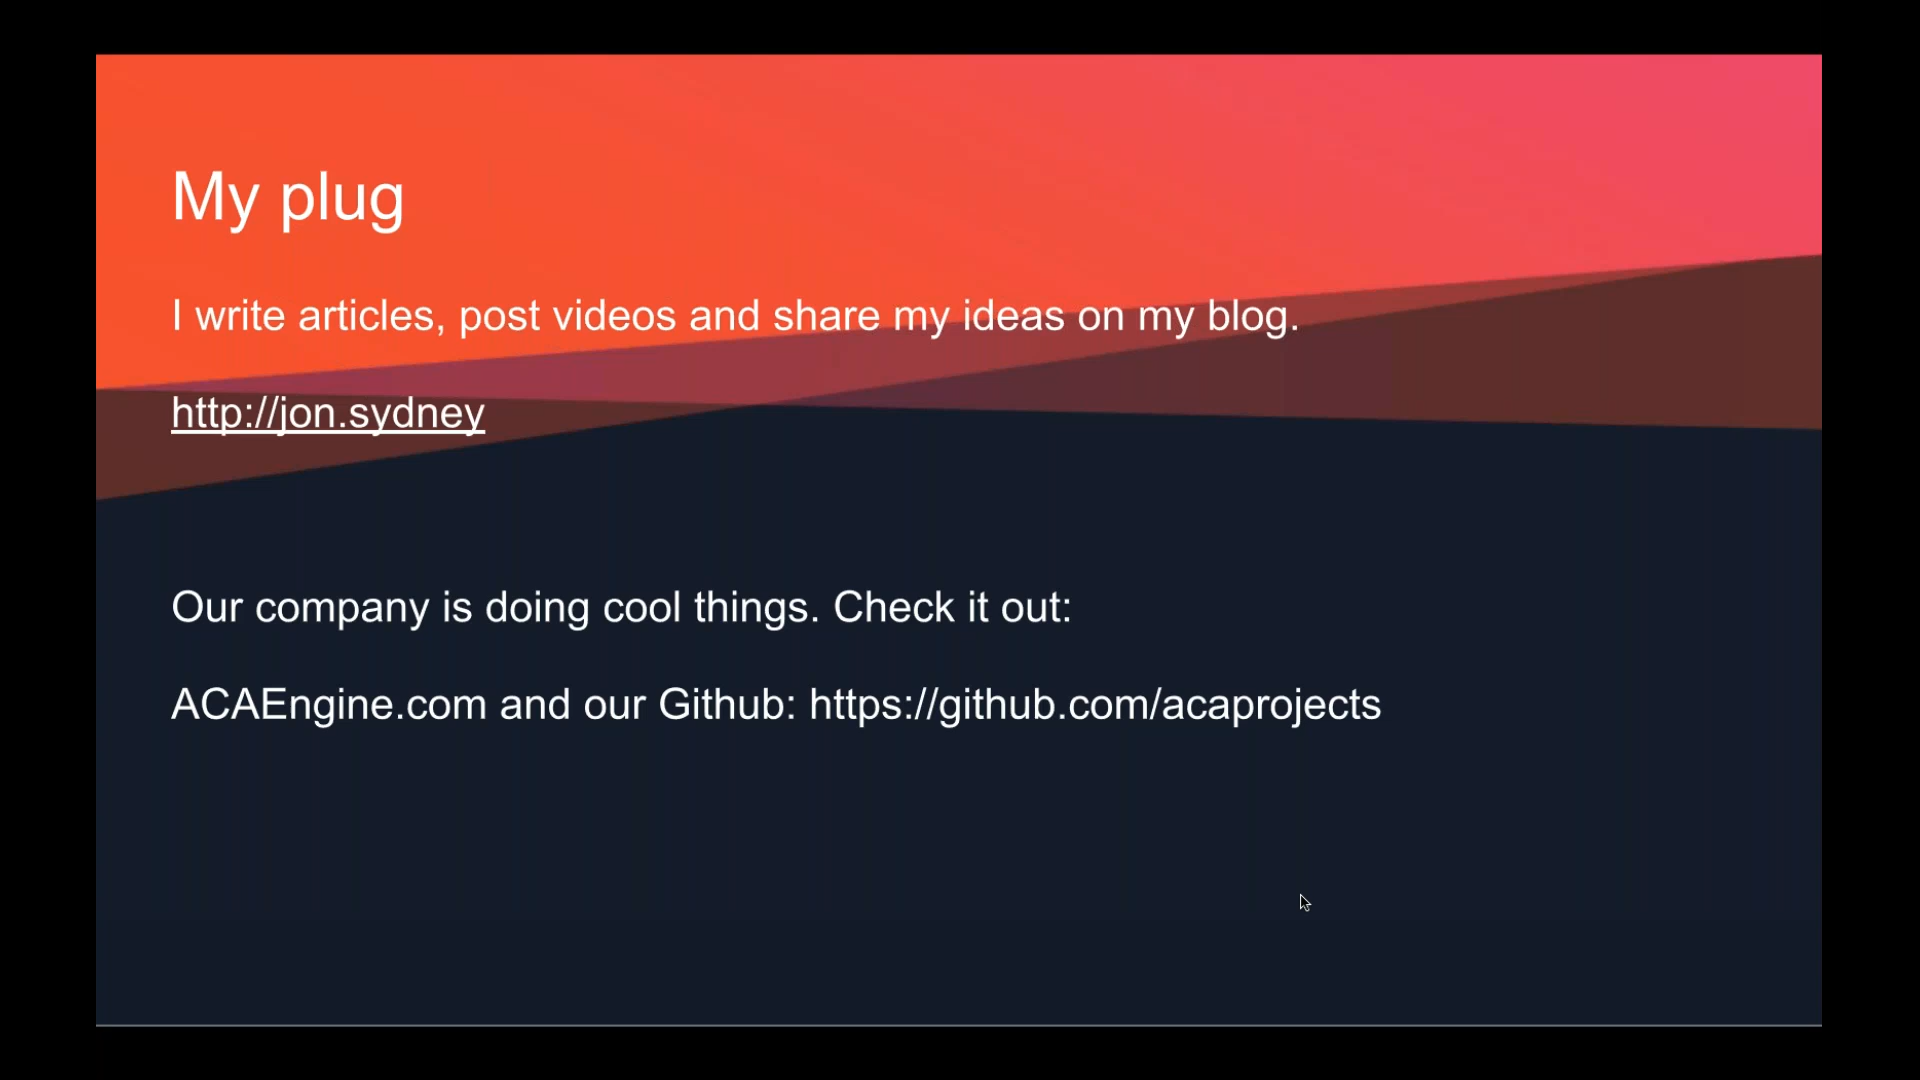 My plug
I write articles, post videos and share my ideas on my blog.
http://jon.sydney
Our company is doing cool things. Check it out:
ACAEngine.com and our Github: https://github.com/acaprojects